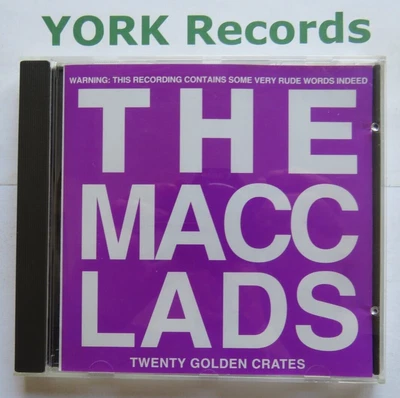 YORK Records
WARNING: THIS RECORDING CONTAINS SOME VERY RUDE WORDS INDEED
THE
MACC
LADS
TWENTY GOLDEN CRATES